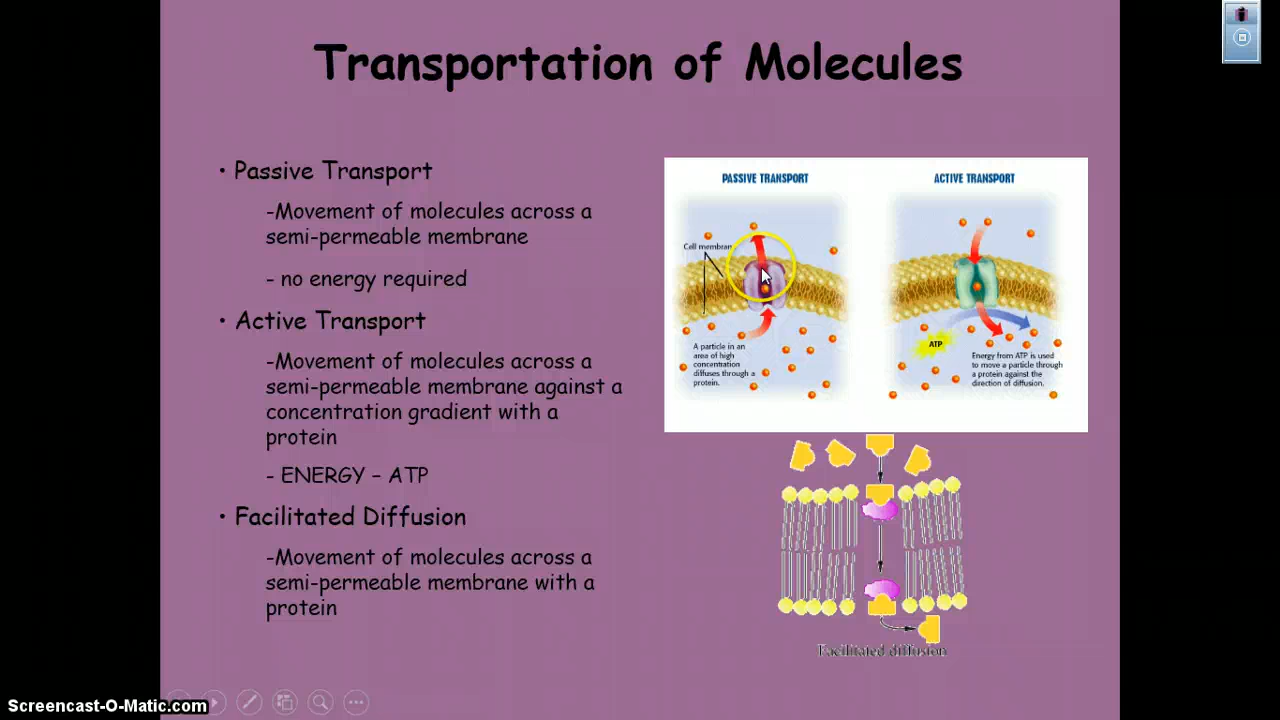 Transportation of Molecules
• Passive Transport
-Movement of molecules across a
semi-permeable membrane
- no energy required
• Active Transport
-Movement of molecules across a
semi-permeable membrane against a
concentration gradient with a
protein
- ENERGY – ATP
• Facilitated Diffusion
-Movement of molecules across a
semi-permeable membrane with a
protein
PASSIVE TRANSPORT
Cell membrane
A particle in an
area of high
concentration
diffuses through a
protein.
ACTIVE TRANSPORT
ATP
Energy from ATP is used
to move a particle through
a protein against the
direction of diffusion.
Facilitated diffusion
Screencast-O-Matic.com